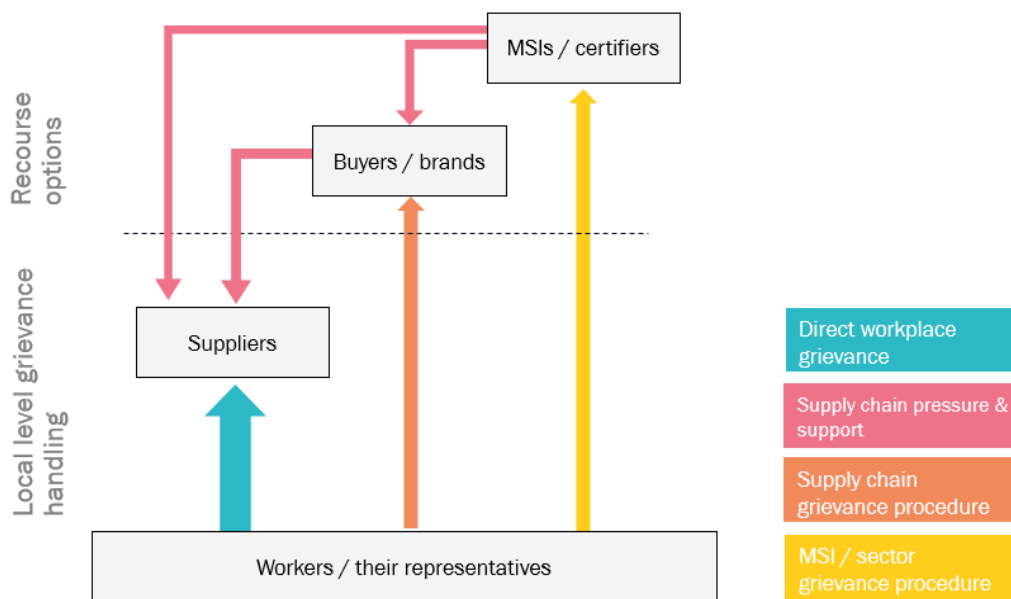 MSIs / certifiers
Buyers / brands
Recourse
options
Suppliers
Local level grievance
handling
Workers / their representatives
Direct workplace
grievance
Supply chain pressure &
support
Supply chain
grievance procedure
MSI / sector
grievance procedure